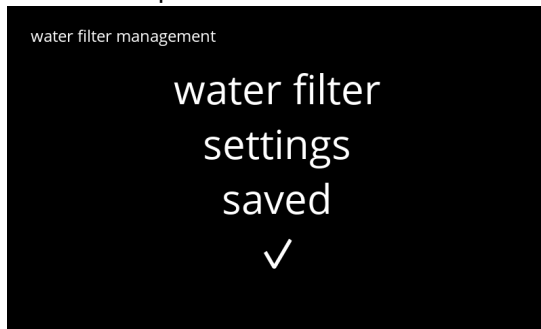 water filter management
water filter
settings
saved
✓